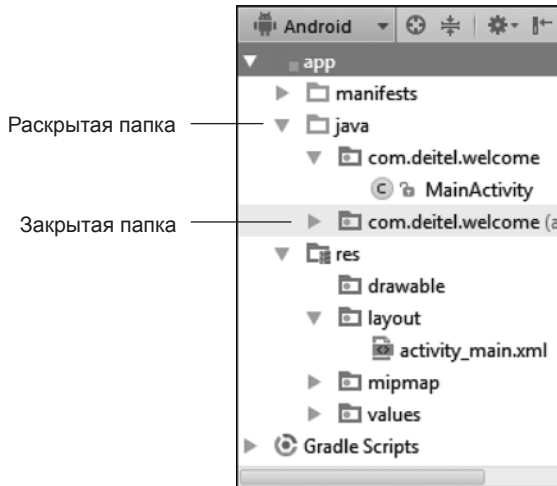 Android
app
manifests
Раскрытая папка
java
com.deitel.welcome
C MainActivity
Закрытая папка
com.deitel.welcome (a
res
drawable
layout
activity_main.xml
mipmap
values
Gradle Scripts